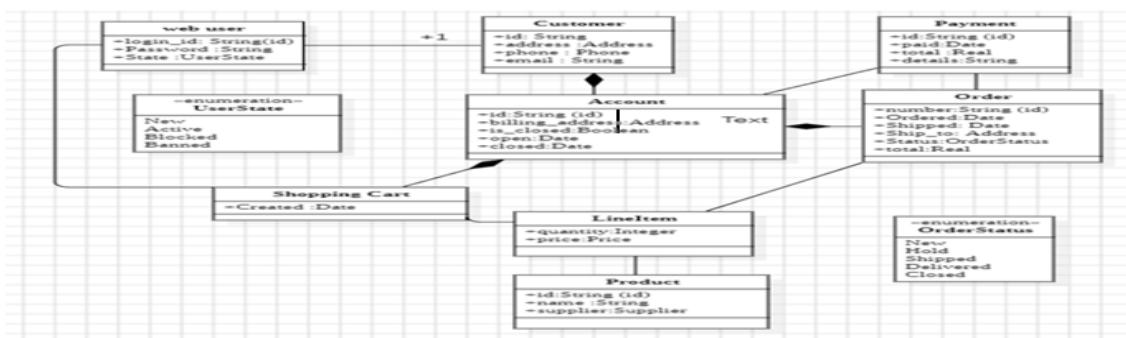 web user
+login_id: String(id)
+Password :String
+State :UserState
+1
Customer
+id: String
+address :Address
+phone : Phone
+email : String
Payment
+id:String (id)
+paid:Date
+total :Real
+details:String
--enumeration--
UserState
New
Active
Blocked
Banned
Account
+id:String (id)
+billing_address:Address
+is_closed:Boolean
+open:Date
+closed:Date
Text
Order
+number:String (id)
+Ordered:Date
+Shipped: Date
+Ship_to: Address
+Status:OrderStatus
+total:Real
Shopping Cart
+Created :Date
LineItem
+quantity:Integer
+price:Price
--enumeration--
OrderStatus
New
Hold
Shipped
Delivered
Closed
Product
+id:String (id)
+name :String
+supplier:Supplier